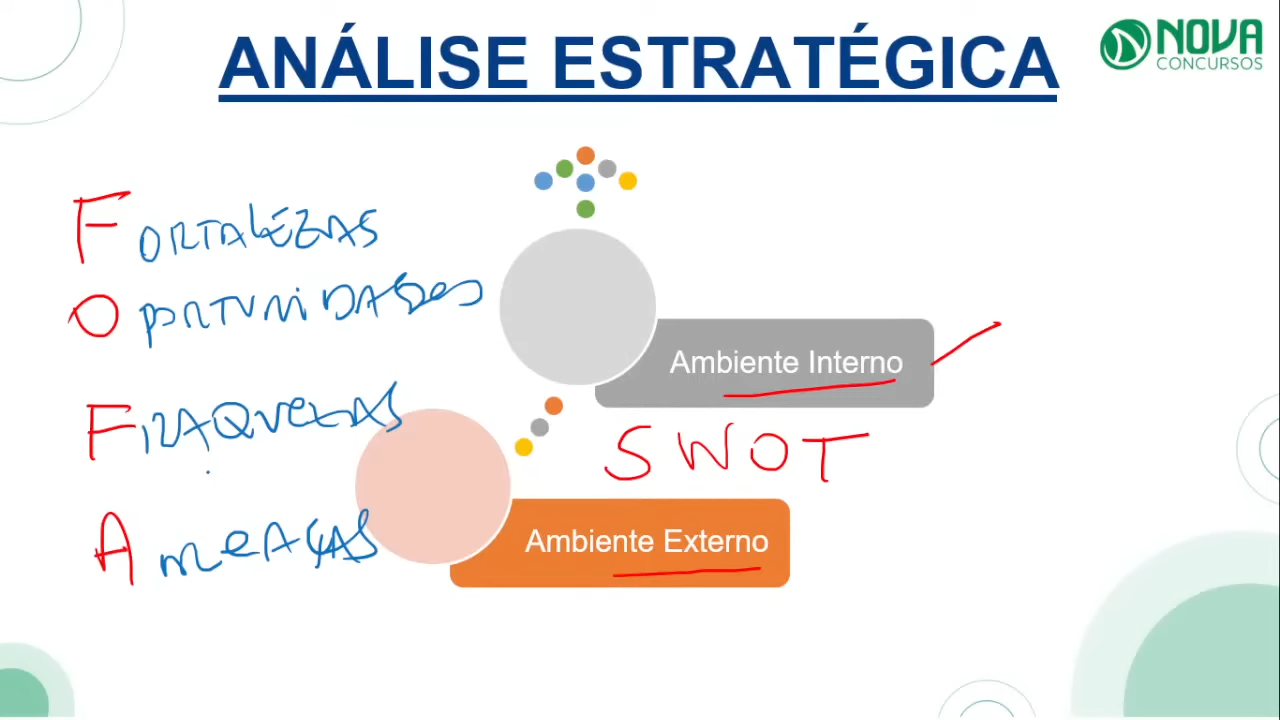 ANÁLISE ESTRATÉGICA
NOVA
CONCURSOS
FORTALEZAS
OPORTUNIDADES
Ambiente Interno
FRAQUEZAS
SWOT
Ambiente Externo
AMEAÇAS